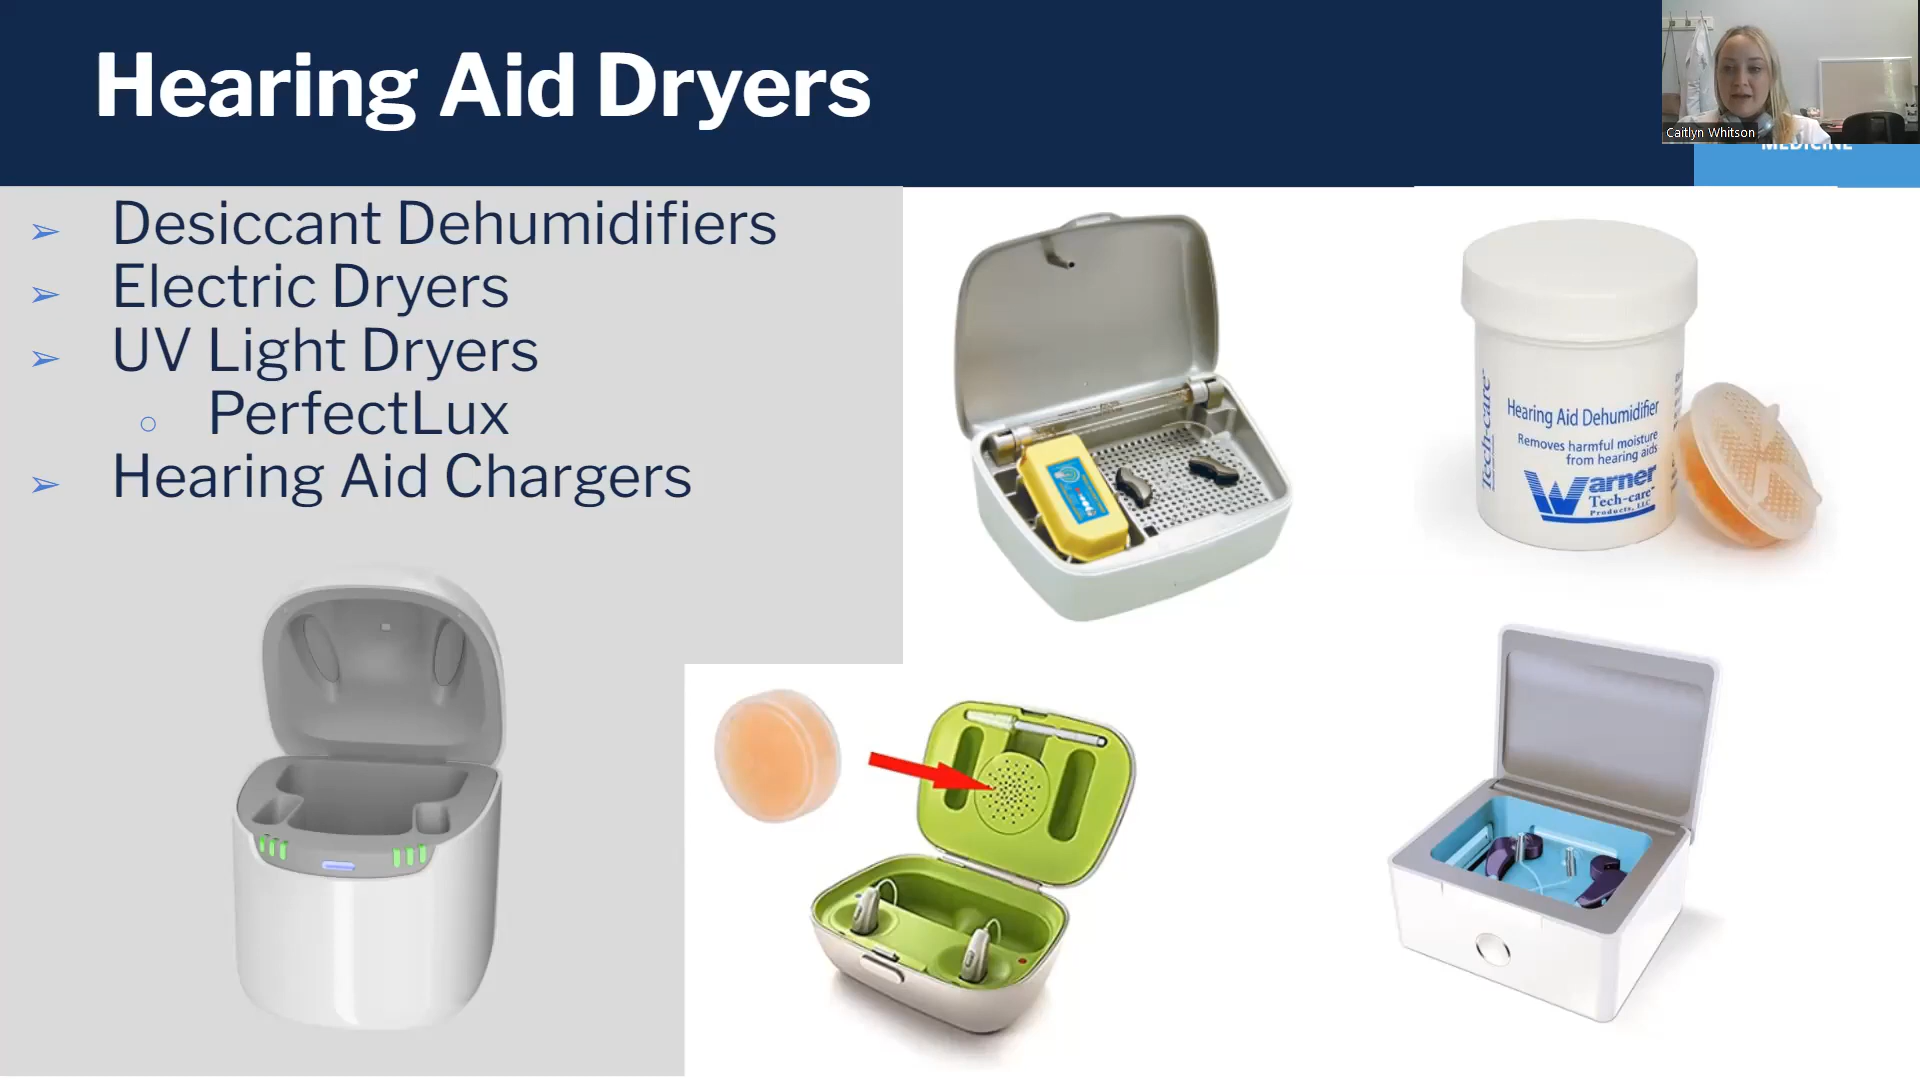 Hearing Aid Dryers
Caitlyn Whitson
MEDICINE
➢ Desiccant Dehumidifiers
➢ Electric Dryers
➢ UV Light Dryers
○ PerfectLux
➢ Hearing Aid Chargers
Tech-care
Hearing Aid Dehumidifier
Removes harmful moisture
from hearing aids
Warner
Tech-care™
Products, LLC